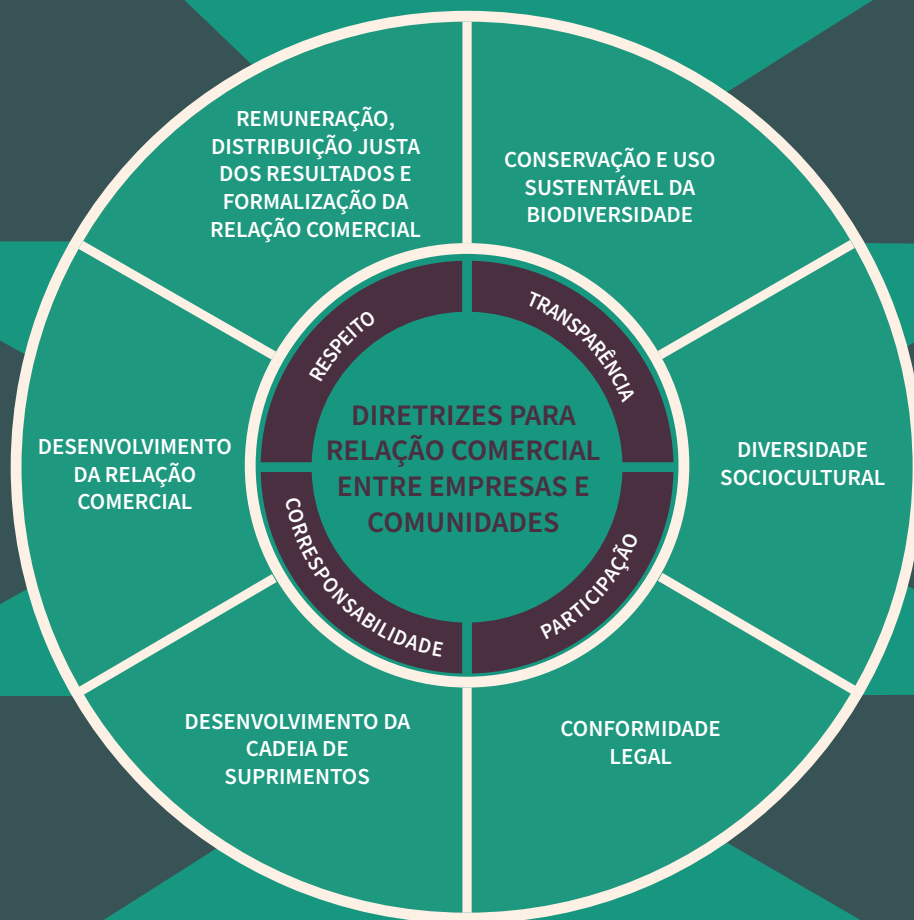 REMUNERAÇÃO,
DISTRIBUIÇÃO JUSTA
DOS RESULTADOS E
FORMALIZAÇÃO DA
RELAÇÃO COMERCIAL
CONSERVAÇÃO E USO
SUSTENTÁVEL DA
BIODIVERSIDADE
RESPEITO
TRANSPARÊNCIA
DIRETRIZES PARA
RELAÇÃO COMERCIAL
ENTRE EMPRESAS E
COMUNIDADES
DESENVOLVIMENTO
DA RELAÇÃO
COMERCIAL
DIVERSIDADE
SOCIOCULTURAL
CORRESPONSABILIDADE
PARTICIPAÇÃO
DESENVOLVIMENTO DA
CADEIA DE
SUPRIMENTOS
CONFORMIDADE
LEGAL